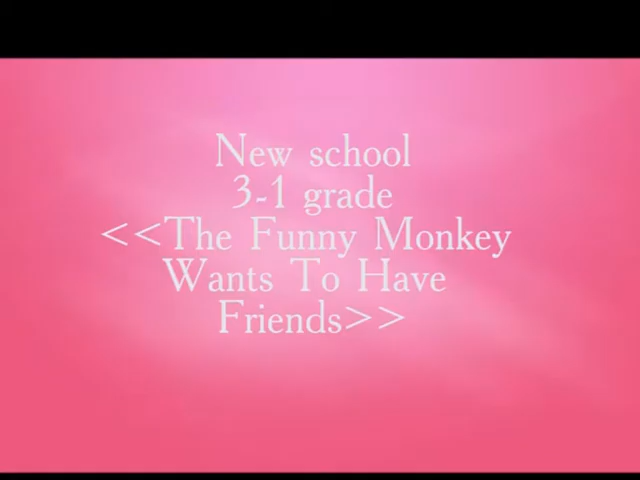 New school
3-1 grade
<<The Funny Monkey
Wants To Have
Friends>>